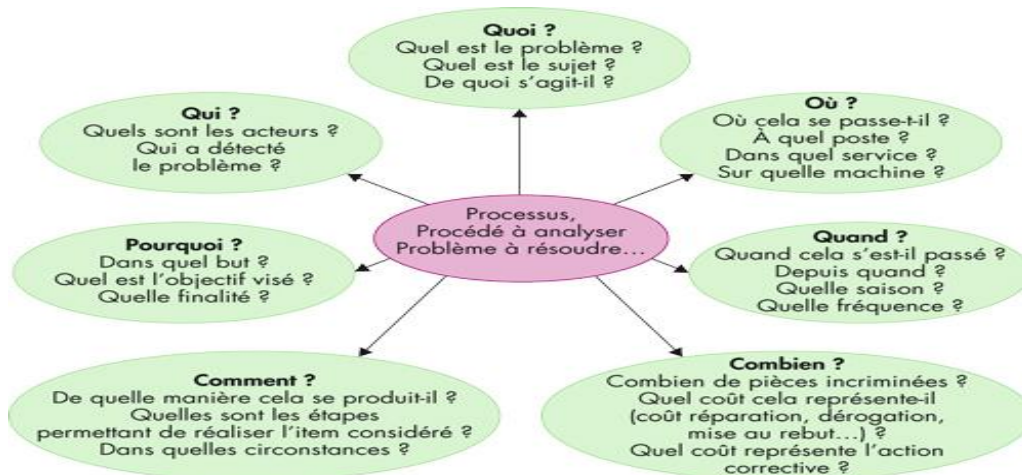 Quoi ?
Quel est le problème ?
Quel est le sujet ?
De quoi s'agit-il ?
Qui ?
Quels sont les acteurs ?
Qui a détecté
le problème ?
Où ?
Où cela se passe-t-il ?
À quel poste ?
Dans quel service ?
Sur quelle machine ?
Processus,
Procédé à analyser
Problème à résoudre…
Pourquoi ?
Dans quel but ?
Quel est l'objectif visé ?
Quelle finalité ?
Quand ?
Quand cela s'est-il passé ?
Depuis quand ?
Quelle saison ?
Quelle fréquence ?
Comment ?
De quelle manière cela se produit-il ?
Quelles sont les étapes
permettant de réaliser l'item considéré ?
Dans quelles circonstances ?
Combien ?
Combien de pièces incriminées ?
Quel coût cela représente-il
(coût réparation, dérogation,
mise au rebut…) ?
Quel coût représente l'action
corrective ?